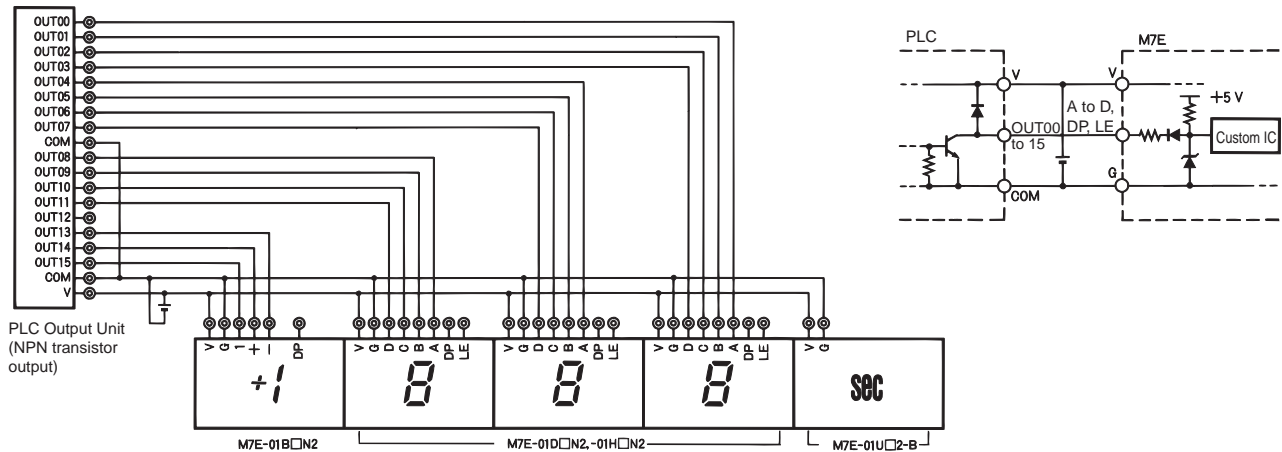 OUT00
OUT01
OUT02
OUT03
OUT04
OUT05
OUT06
OUT07
COM
OUT08
OUT09
OUT10
OUT11
OUT12
OUT13
OUT14
OUT15
COM
V
PLC Output Unit
(NPN transistor
output)
V G 1 + − DP
V G D C B A DP LE
V G D C B A DP LE
V G D C B A DP LE
V G
+1
8
8
8
sec
M7E-01B□N2
M7E-01D□N2,-01H□N2
M7E-01U□2-B
PLC
M7E
V
V
+5 V
A to D,
DP, LE
OUT00
to 15
Custom IC
G
COM